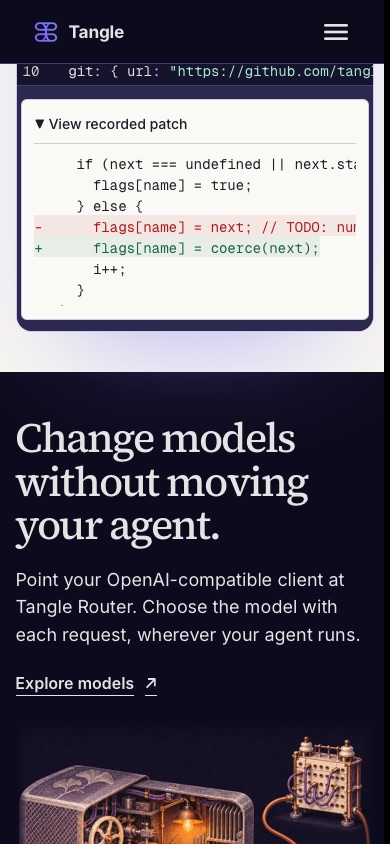 Tangle
10 git: { url: "https://github.com/tangl
▼ View recorded patch
if (next === undefined || next.sta
flags[name] = true;
} else {
- flags[name] = next; // TODO: num
+ flags[name] = coerce(next);
i++;
}
Change models
without moving
your agent.
Point your OpenAI-compatible client at
Tangle Router. Choose the model with
each request, wherever your agent runs.
Explore models ↗